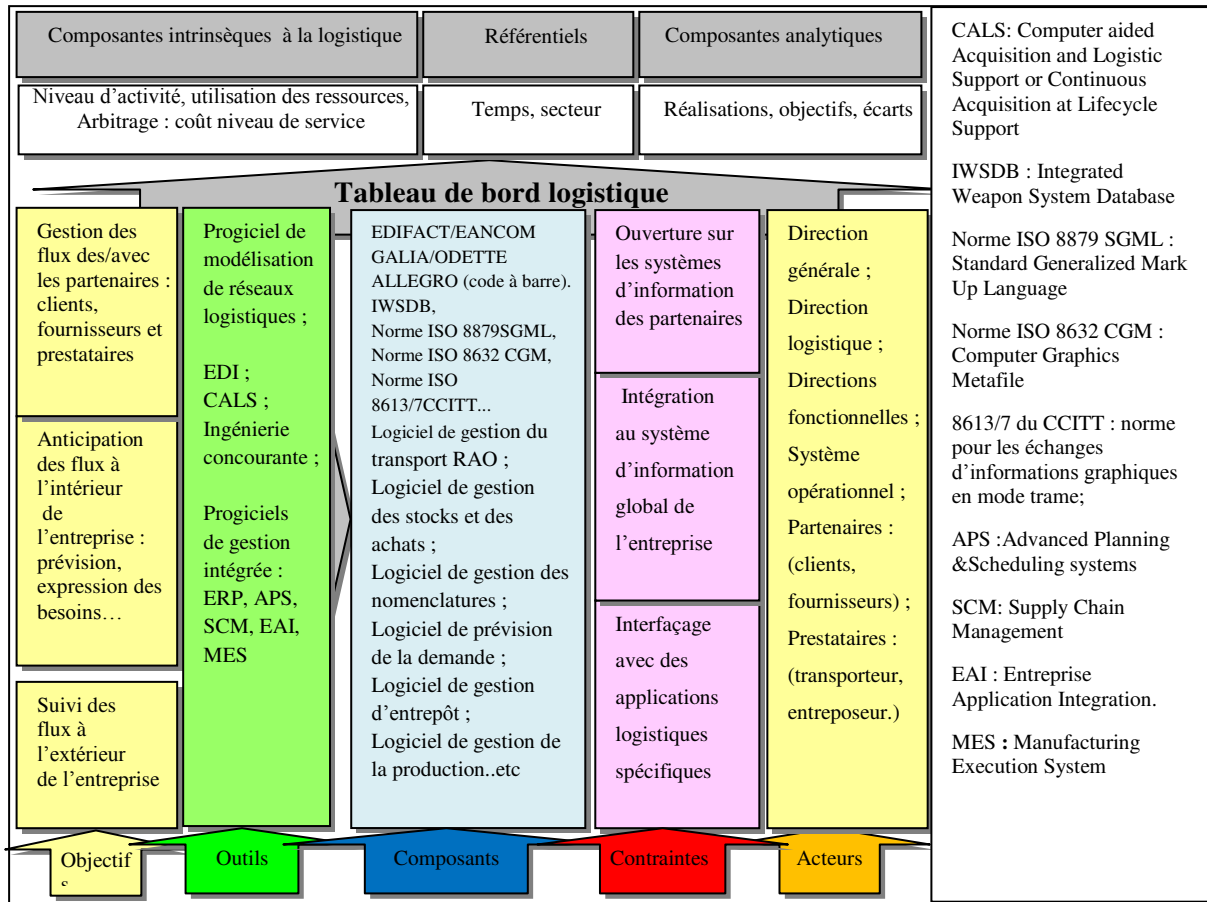 Composantes intrinsèques à la logistique
Référentiels
Composantes analytiques
Niveau d'activité, utilisation des ressources,
Arbitrage : coût niveau de service
Temps, secteur
Réalisations, objectifs, écarts
Tableau de bord logistique
Gestion des
flux des/avec
les partenaires :
clients,
fournisseurs et
prestataires
Anticipation
des flux à
l'intérieur
de
l'entreprise :
prévision,
expression des
besoins…
Suivi des
flux à
l'extérieur
de l'entreprise
Progiciel de
modélisation
de réseaux
logistiques ;
EDI ;
CALS ;
Ingénierie
concourante ;
Progiciels
de gestion
intégrée :
ERP, APS,
SCM, EAI,
MES
EDIFACT/EANCOM
GALIA/ODETTE
ALLEGRO (code à barre).
IWSDB,
Norme ISO 8879SGML,
Norme ISO 8632 CGM,
Norme ISO
8613/7CCITT...
Logiciel de gestion du
transport RAO ;
Logiciel de gestion
des stocks et des
achats ;
Logiciel de gestion des
nomenclatures ;
Logiciel de prévision
de la demande ;
Logiciel de gestion
d'entrepôt ;
Logiciel de gestion de
la production..etc
Ouverture sur
les systèmes
d'information
des partenaires
Intégration
au système
d'information
global de
l'entreprise
Interfaçage
avec des
applications
logistiques
spécifiques
Direction
générale ;
Direction
logistique ;
Directions
fonctionnelles ;
Système
opérationnel ;
Partenaires :
(clients,
fournisseurs) ;
Prestataires :
(transporteur,
entreposeur.)
Objectif
s
Outils
Composants
Contraintes
Acteurs
CALS: Computer aided
Acquisition and Logistic
Support or Continuous
Acquisition at Lifecycle
Support
IWSDB : Integrated
Weapon System Database
Norme ISO 8879 SGML :
Standard Generalized Mark
Up Language
Norme ISO 8632 CGM :
Computer Graphics
Metafile
8613/7 du CCITT : norme
pour les échanges
d'informations graphiques
en mode trame;
APS :Advanced Planning
&Scheduling systems
SCM: Supply Chain
Management
EAI : Entreprise
Application Integration.
MES : Manufacturing
Execution System